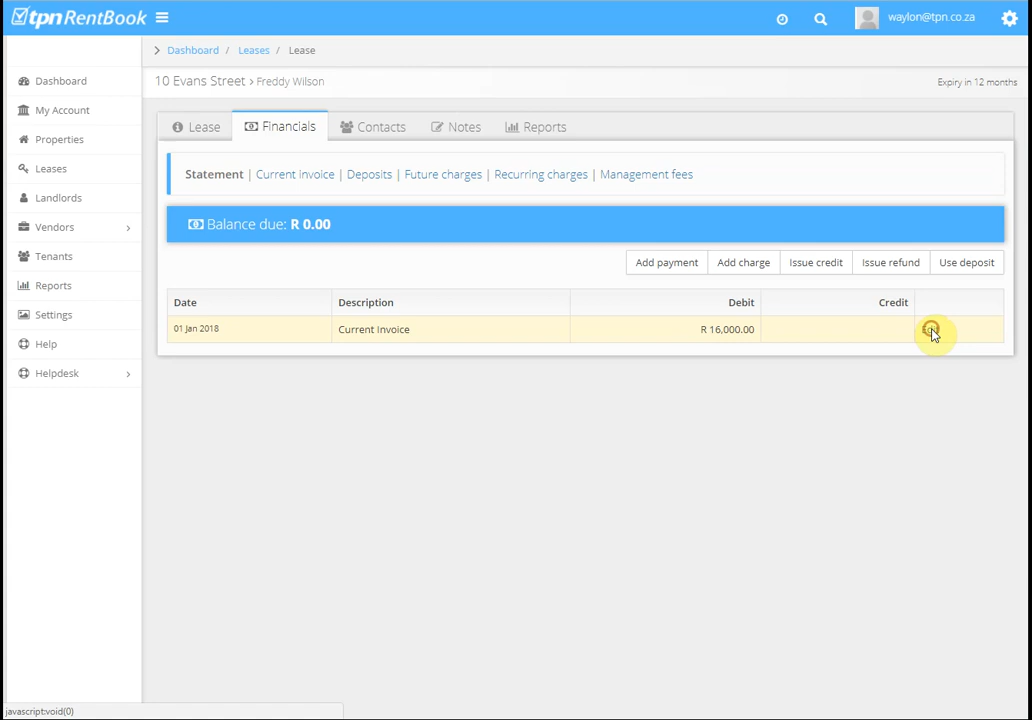 tpnRentBook
waylon@tpn.co.za
Dashboard / Leases / Lease
10 Evans Street > Freddy Wilson
Expiry in 12 months
Dashboard
My Account
Properties
Leases
Landlords
Vendors
Tenants
Reports
Settings
Help
Helpdesk
Lease
Financials
Contacts
Notes
Reports
Statement | Current invoice | Deposits | Future charges | Recurring charges | Management fees
Balance due: R 0.00
Add payment
Add charge
Issue credit
Issue refund
Use deposit
Date Description Debit Credit
01 Jan 2018 Current Invoice R 16,000.00
javascript:void(0)